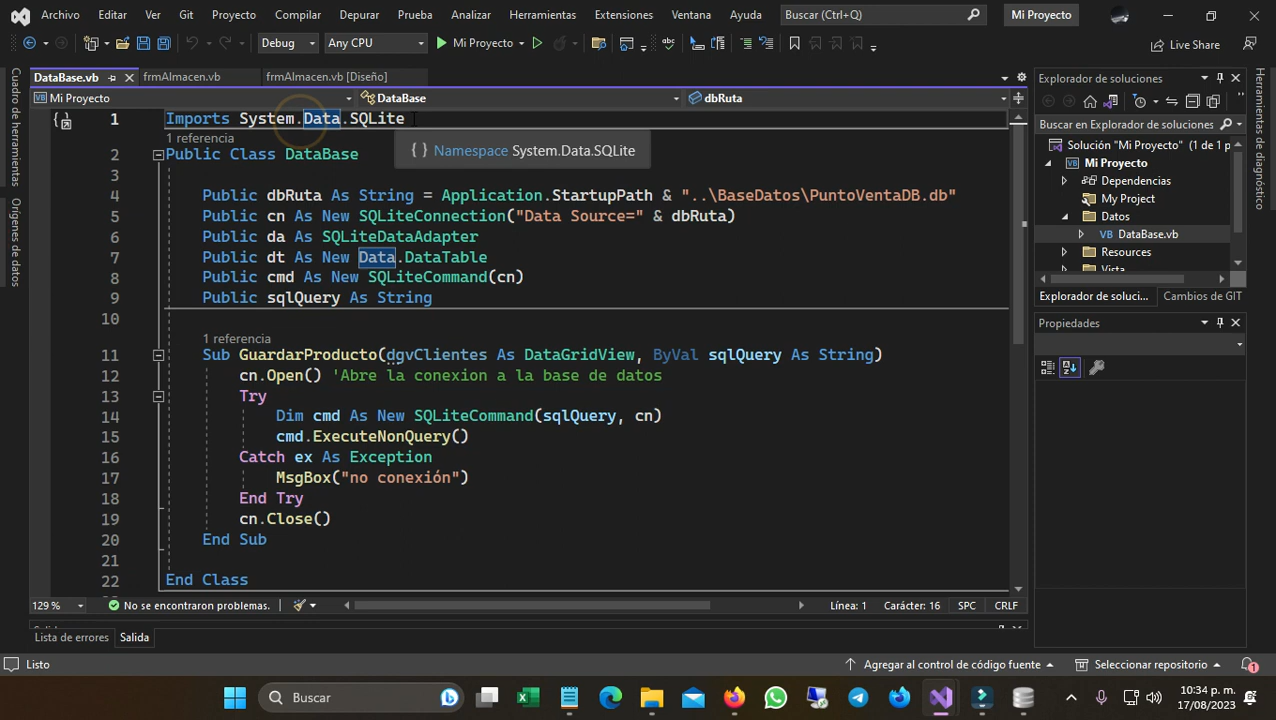 Archivo Editar Ver Git Proyecto Compilar Depurar Prueba Analizar Herramientas Extensiones Ventana Ayuda Buscar (Ctrl+Q) Mi Proyecto
Debug Any CPU Mi Proyecto Live Share
DataBase.vb frmAlmacen.vb frmAlmacen.vb [Diseño]
Mi Proyecto DataBase dbRuta
Cuadro de herramientas
Orígenes de datos
1 Imports System.Data.SQLite
1 referencia
{ } Namespace System.Data.SQLite
2 Public Class DataBase
3
4 Public dbRuta As String = Application.StartupPath & "..\BaseDatos\PuntoVentaDB.db"
5 Public cn As New SQLiteConnection("Data Source=" & dbRuta)
6 Public da As SQLiteDataAdapter
7 Public dt As New Data.DataTable
8 Public cmd As New SQLiteCommand(cn)
9 Public sqlQuery As String
10
1 referencia
11 Sub GuardarProducto(dgvClientes As DataGridView, ByVal sqlQuery As String)
12 cn.Open() 'Abre la conexion a la base de datos
13 Try
14 Dim cmd As New SQLiteCommand(sqlQuery, cn)
15 cmd.ExecuteNonQuery()
16 Catch ex As Exception
17 MsgBox("no conexión")
18 End Try
19 cn.Close()
20 End Sub
21
22 End Class
129 % No se encontraron problemas. Línea: 1 Carácter: 16 SPC CRLF
Lista de errores Salida
Explorador de soluciones
Buscar en Explorador de soluciones
Solución "Mi Proyecto" (1 de 1 p
Mi Proyecto
Dependencias
My Project
Datos
DataBase.vb
Resources
Vista
Explorador de soluci... Cambios de GIT
Propiedades
Herramientas de diagnóstico
Listo Agregar al control de código fuente Seleccionar repositorio 1
Buscar
10:34 p. m.
17/08/2023